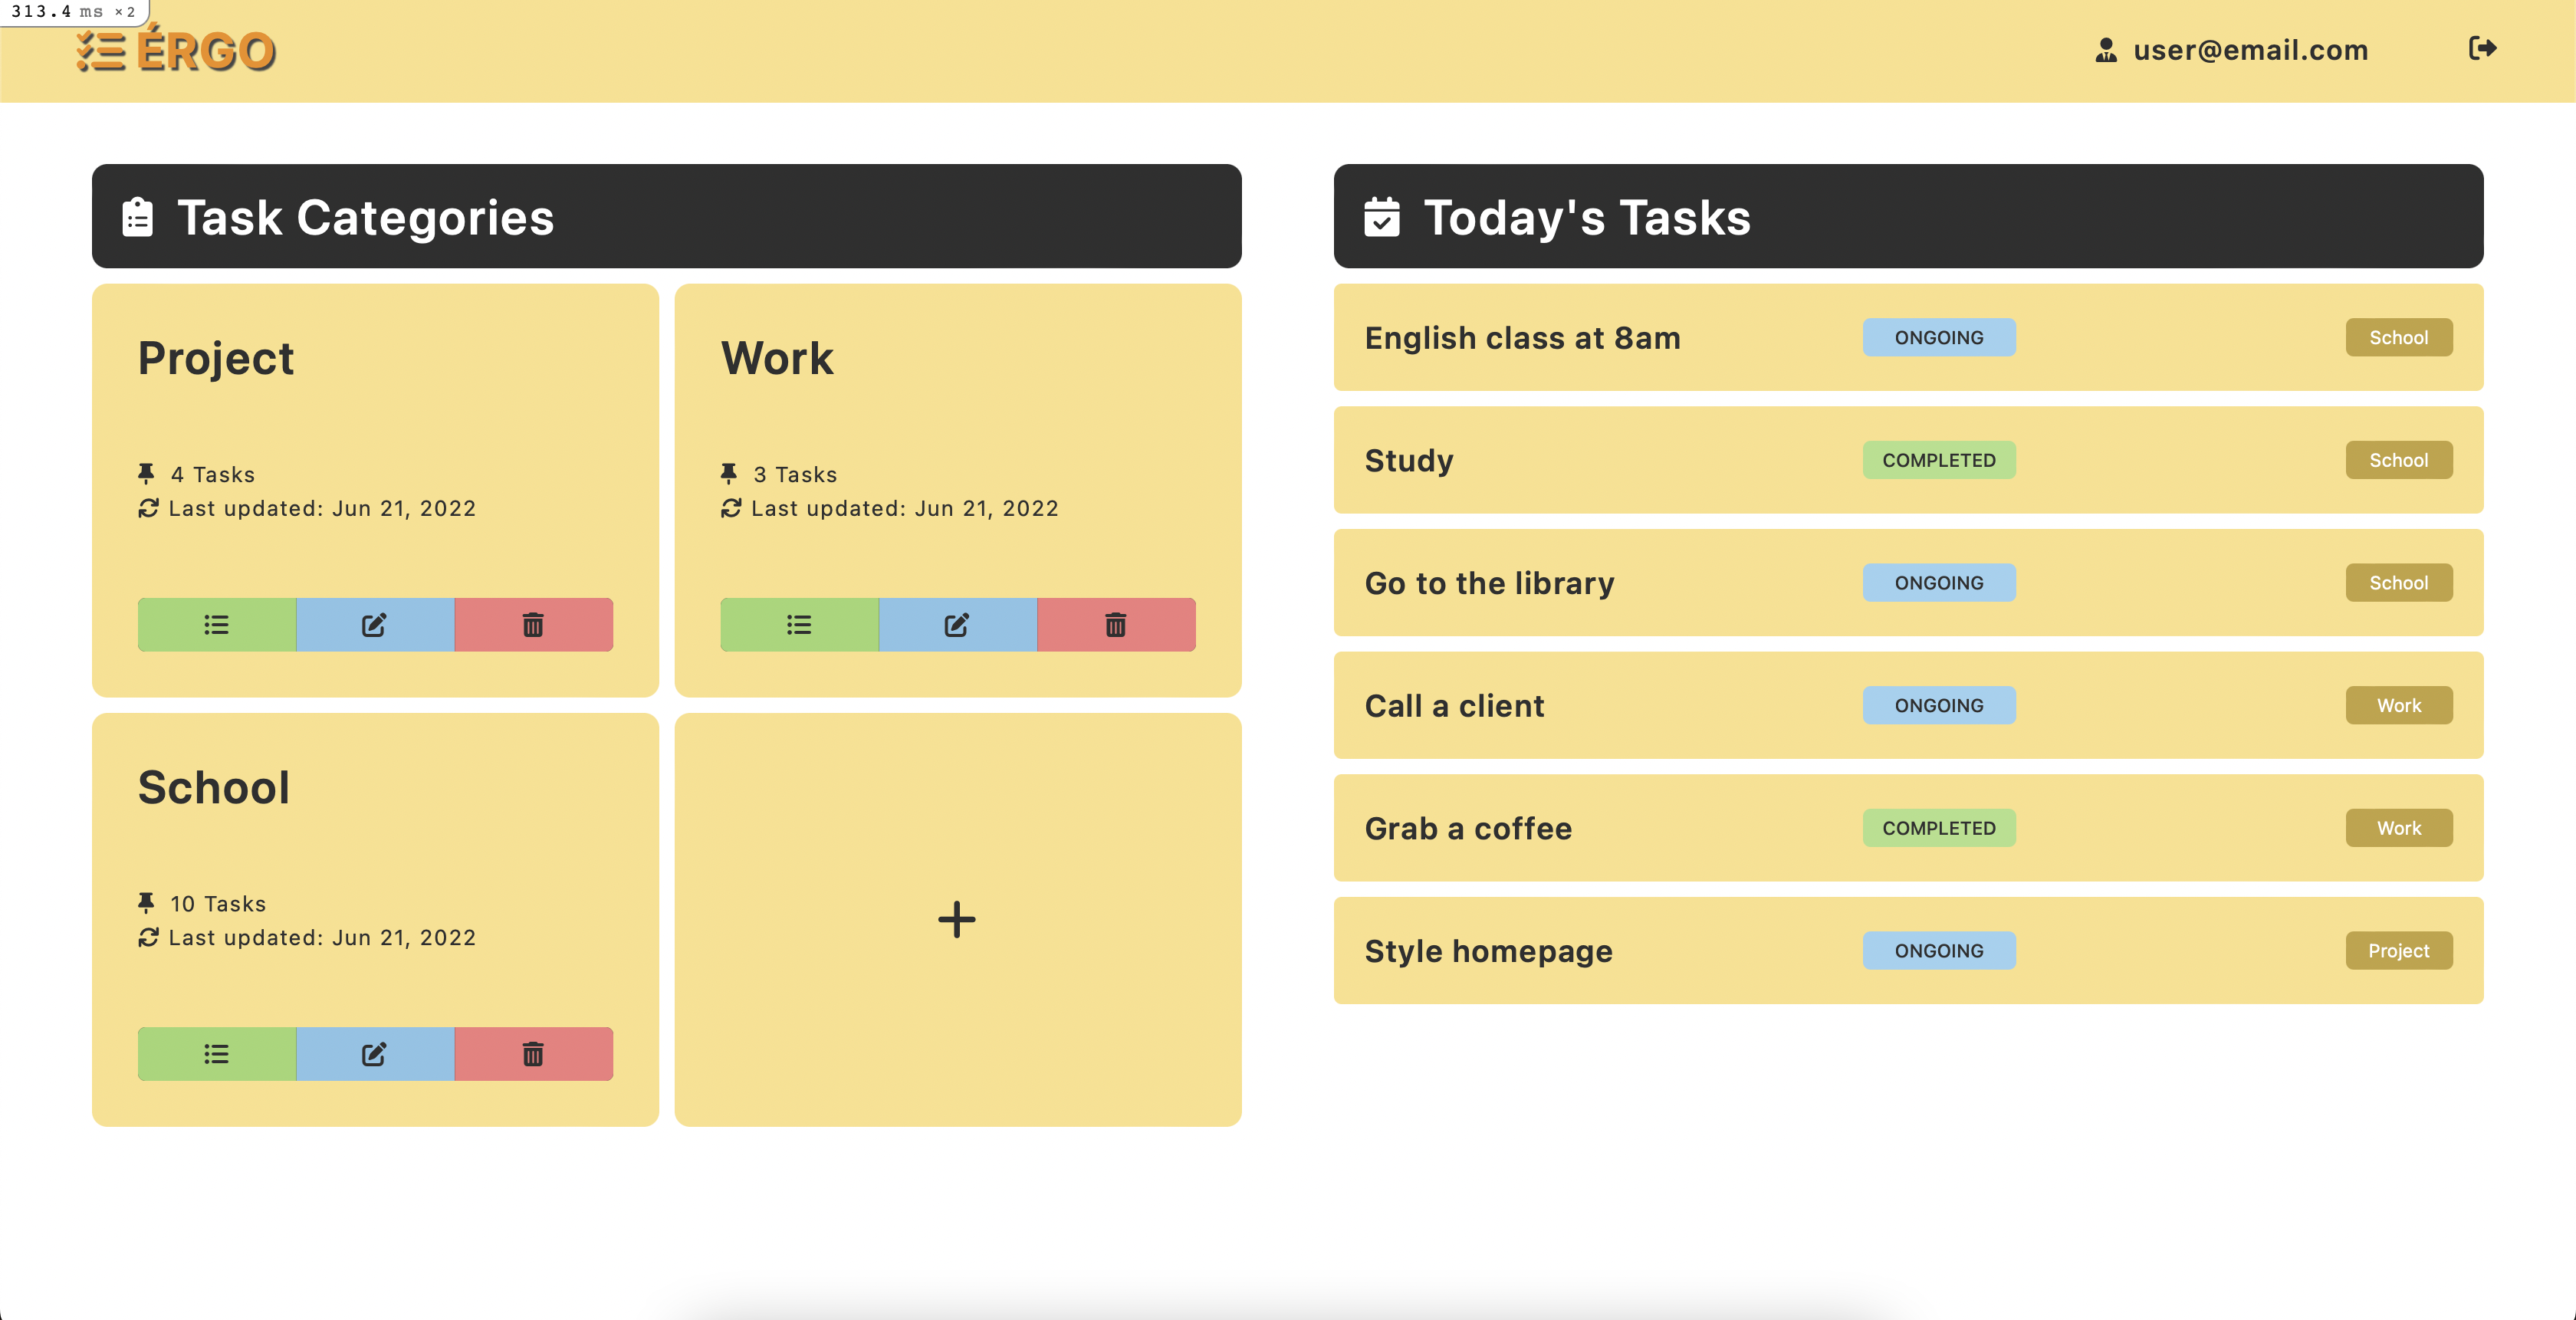 313.4 ms ×2
ÉRGO
user@email.com
Task Categories
Project
4 Tasks
Last updated: Jun 21, 2022
Work
3 Tasks
Last updated: Jun 21, 2022
School
10 Tasks
Last updated: Jun 21, 2022
Today's Tasks
English class at 8am ONGOING School
Study COMPLETED School
Go to the library ONGOING School
Call a client ONGOING Work
Grab a coffee COMPLETED Work
Style homepage ONGOING Project